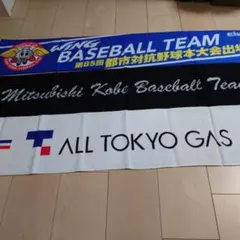 WING
BASEBALL TEAM
第85回 都市対抗野球本大会出場
Mitsubishi Kobe Baseball Team
ALL TOKYO GAS